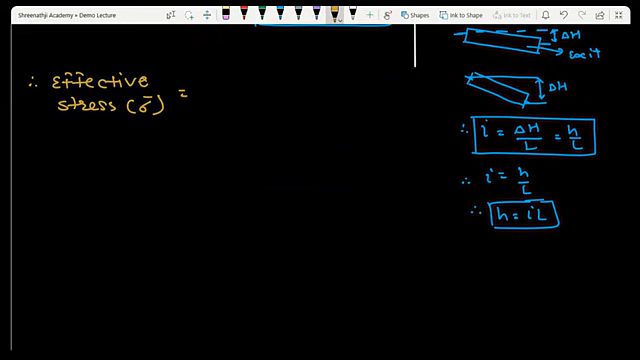 Shreenathji Academy • Demo Lecture
Shapes
Ink to Shape
Ink to Text
∴ Effective
stress (σ̄) =
ΔH
exit
ΔH
∴ i = ΔH/L = h/L
∴ i = h/L
∴ h = iL